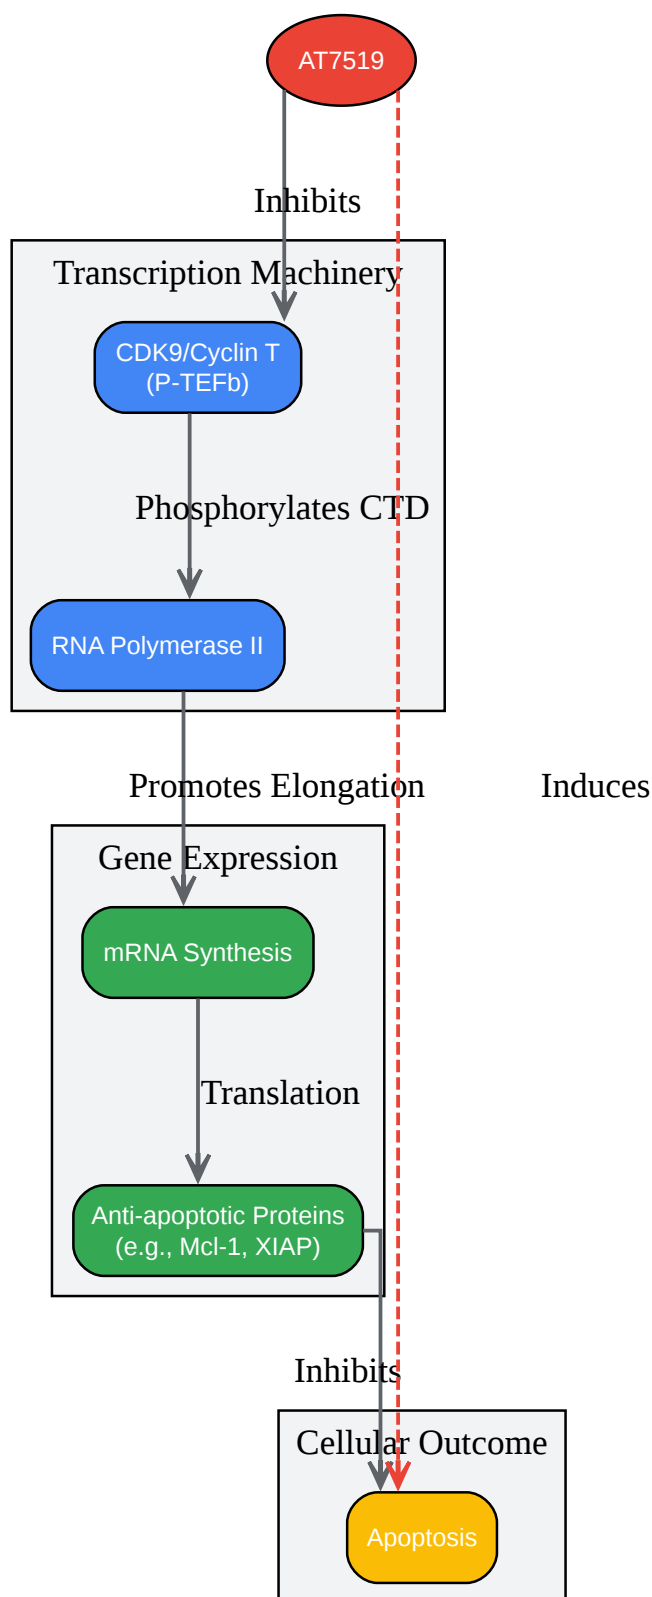 AT7519
Inhibits
Transcription Machinery
CDK9/Cyclin T
(P-TEFb)
Phosphorylates CTD
RNA Polymerase II
Promotes Elongation
Induces
Gene Expression
mRNA Synthesis
Translation
Anti-apoptotic Proteins
(e.g., Mcl-1, XIAP)
Inhibits
Cellular Outcome
Apoptosis